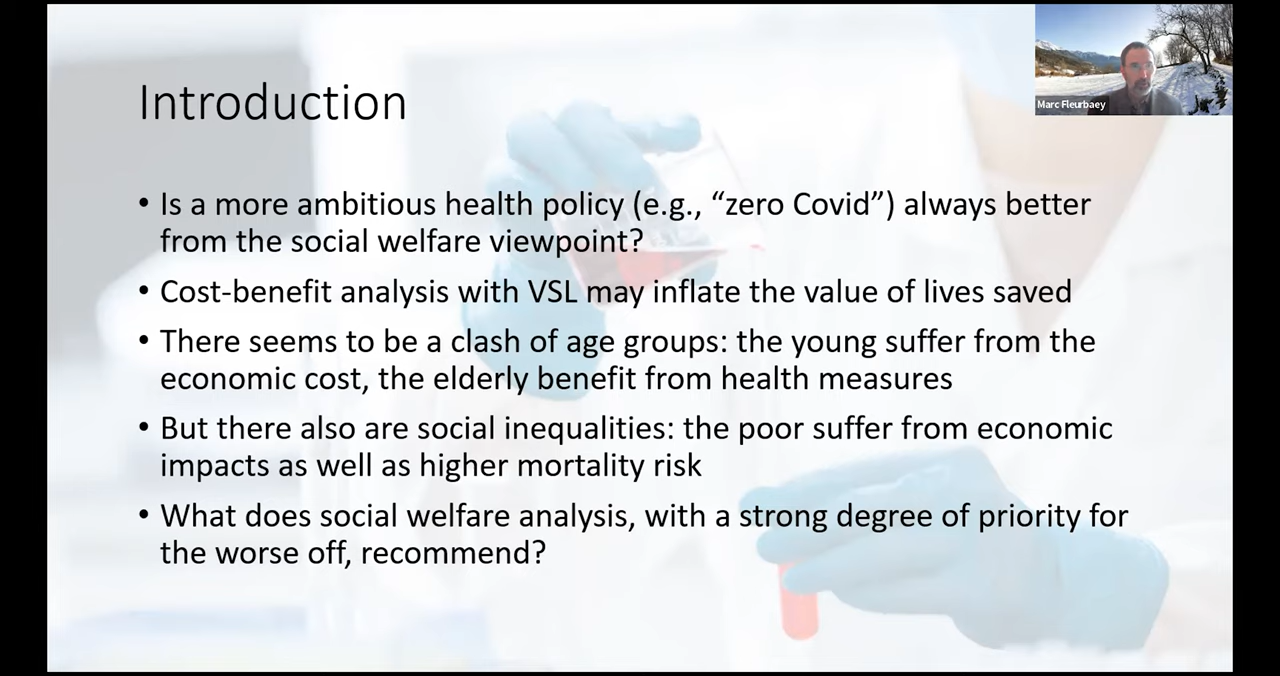 Introduction
Marc Fleurbaey
• Is a more ambitious health policy (e.g., “zero Covid”) always better
from the social welfare viewpoint?
• Cost-benefit analysis with VSL may inflate the value of lives saved
• There seems to be a clash of age groups: the young suffer from the
economic cost, the elderly benefit from health measures
• But there also are social inequalities: the poor suffer from economic
impacts as well as higher mortality risk
• What does social welfare analysis, with a strong degree of priority for
the worse off, recommend?